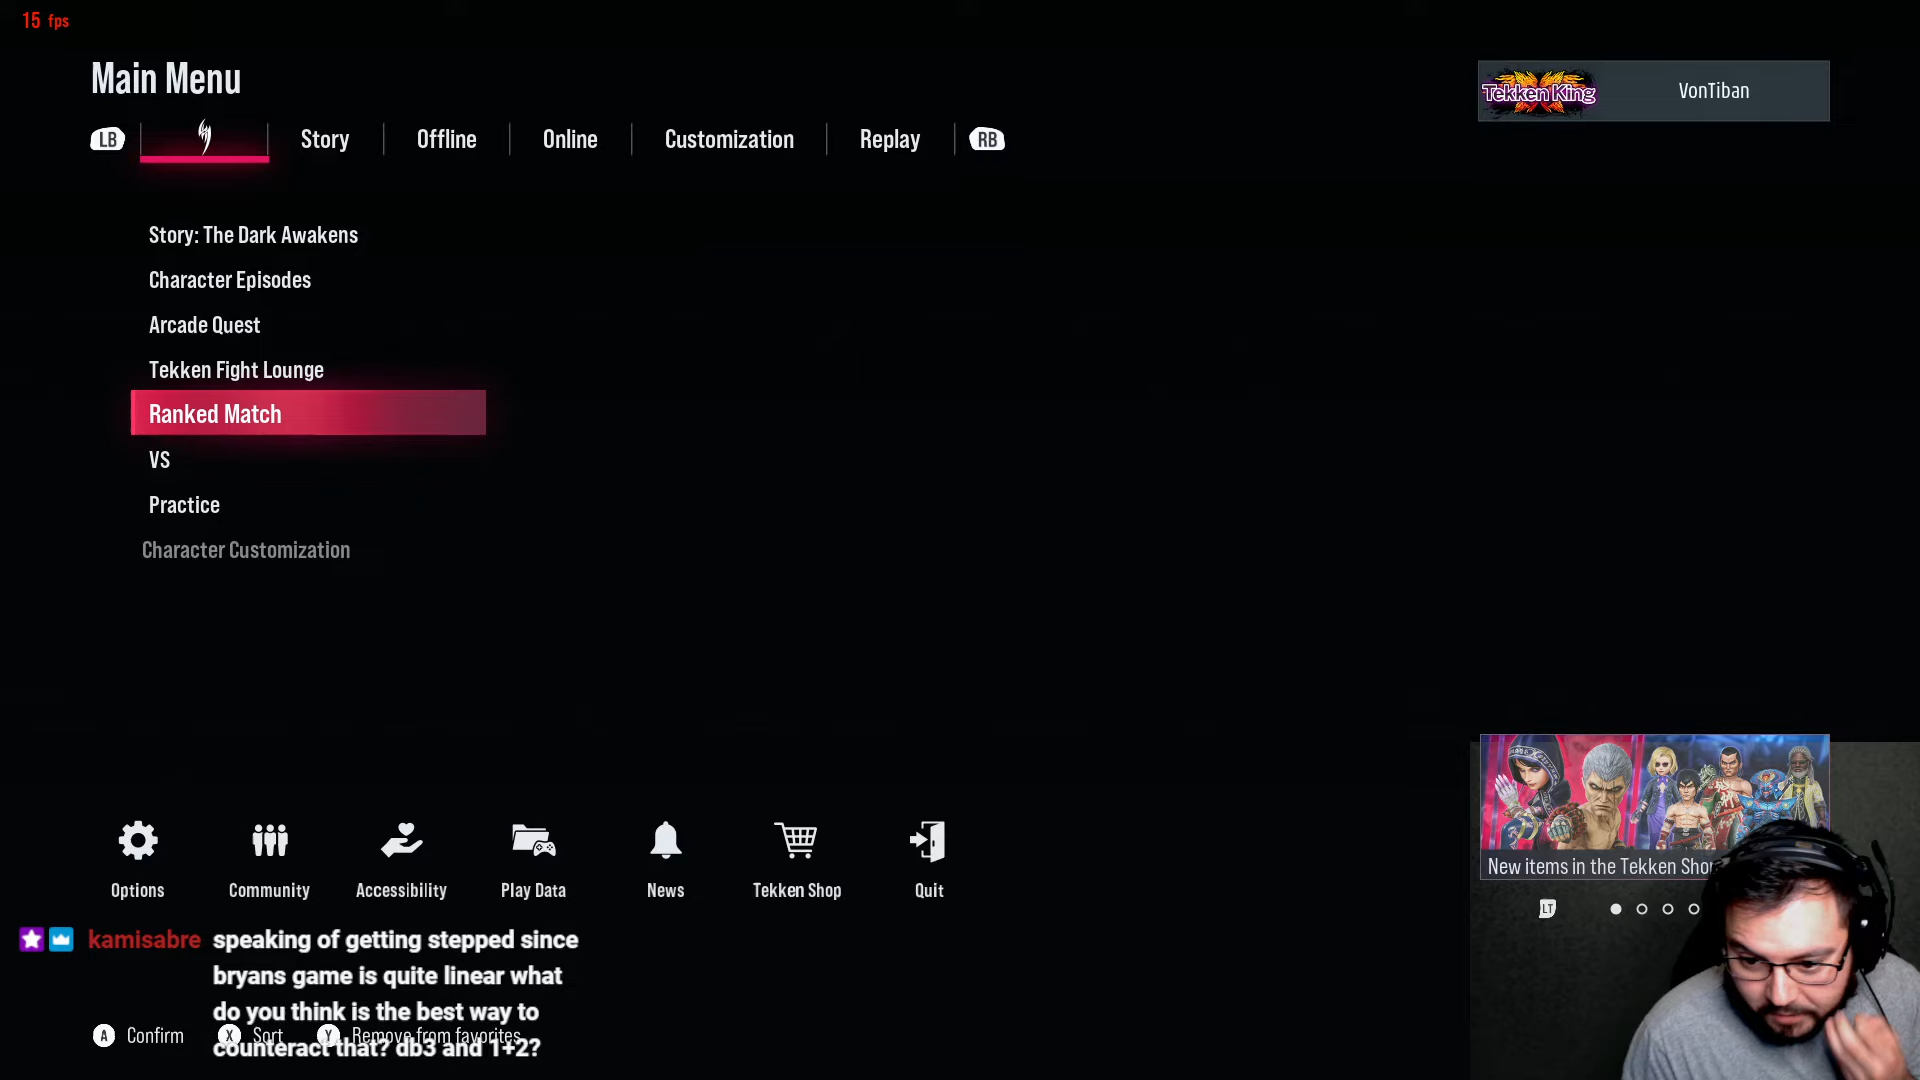 15 fps
Main Menu
Tekken King
VonTiban
LB
Story
Offline
Online
Customization
Replay
RB
Story: The Dark Awakens
Character Episodes
Arcade Quest
Tekken Fight Lounge
Ranked Match
VS
Practice
Character Customization
New items in the Tekken Sho
LT
Options
Community
Accessibility
Play Data
News
Tekken Shop
Quit
kamisabre speaking of getting stepped since
bryans game is quite linear what
do you think is the best way to
counteract that? db3 and 1+2?
A Confirm
X Sort
Y Remove from favorites